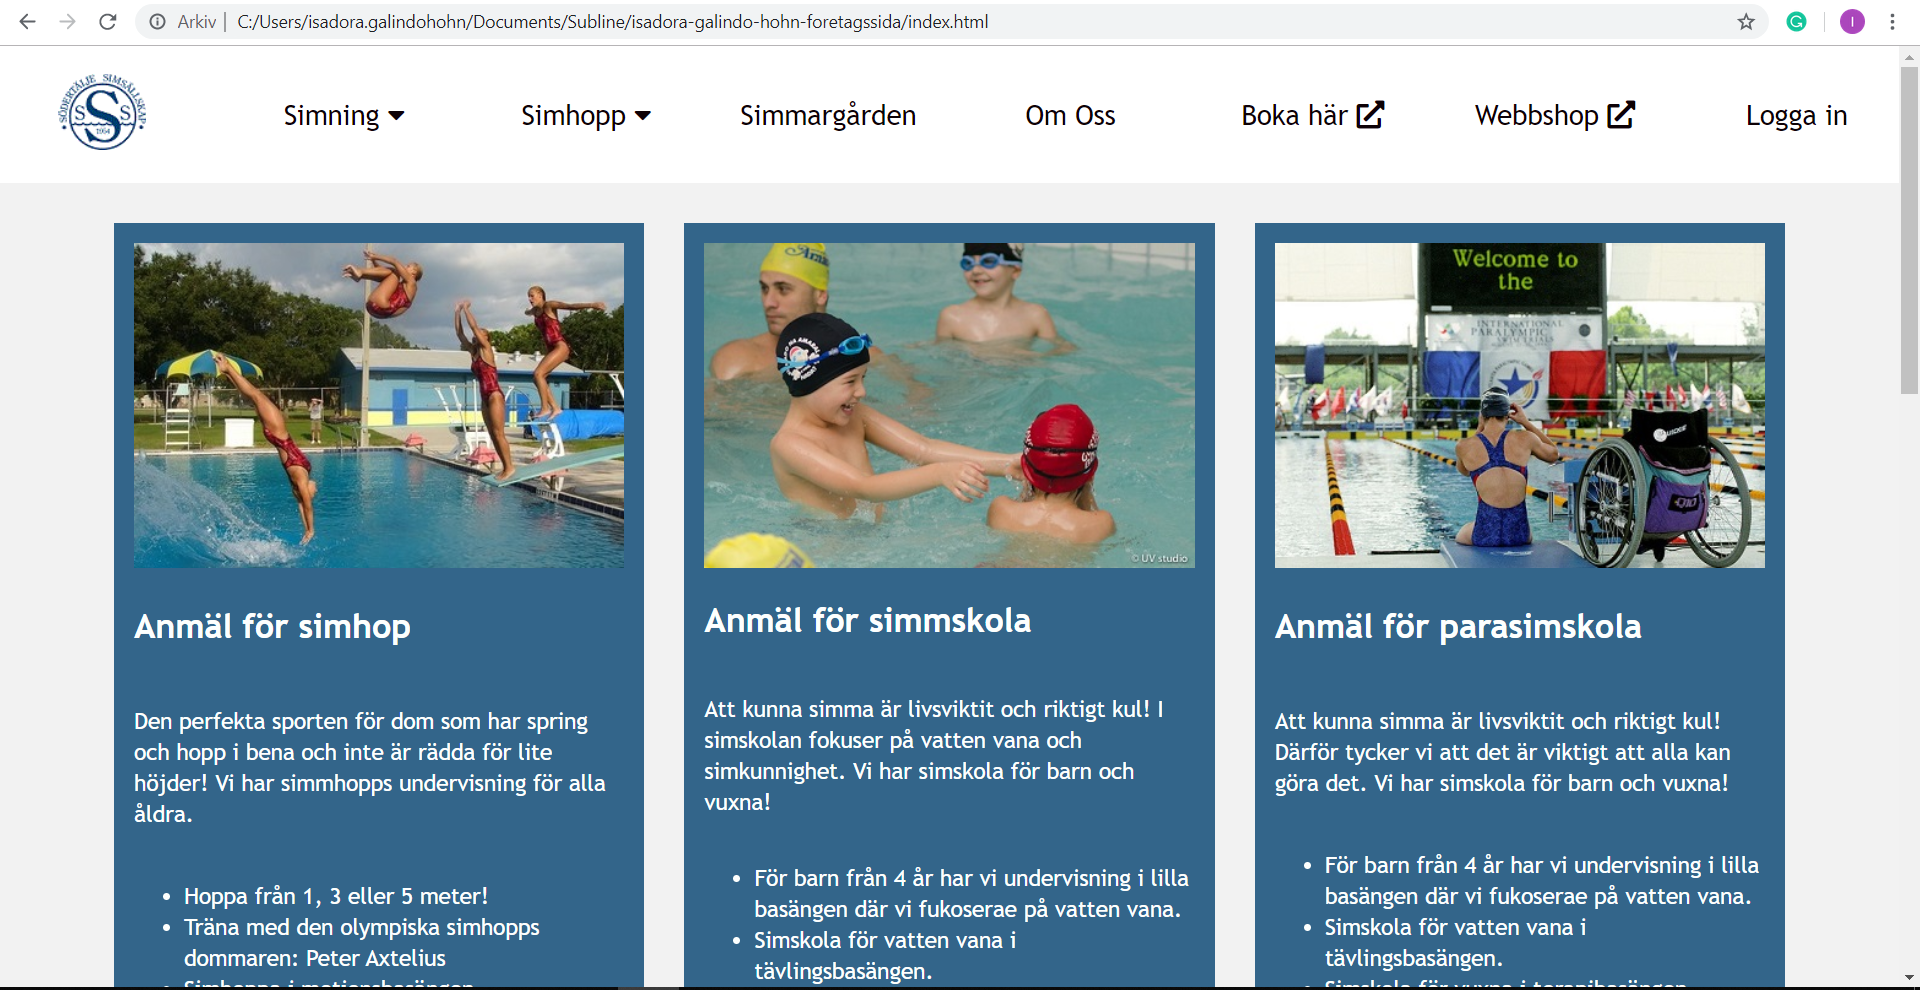 Arkiv | C:/Users/isadora.galindohohn/Documents/Subline/isadora-galindo-hohn-foretagssida/index.html
I
SÖDERTÄLJE SIMSÄLLSKAP
S S S
1954
Simning
Simhopp
Simmargården
Om Oss
Boka här
Webbshop
Logga in
Arena
© UV studio
Welcome to
the
INTERNATIONAL
PARALYMPIC
Anmäl för simhop
Den perfekta sporten för dom som har spring
och hopp i bena och inte är rädda för lite
höjder! Vi har simmhopps undervisning för alla
åldra.
Hoppa från 1, 3 eller 5 meter!
Träna med den olympiska simhopps
dommaren: Peter Axtelius
Anmäl för simmskola
Att kunna simma är livsviktit och riktigt kul! I
simskolan fokuser på vatten vana och
simkunnighet. Vi har simskola för barn och
vuxna!
För barn från 4 år har vi undervisning i lilla
basängen där vi fukoserae på vatten vana.
Simskola för vatten vana i
tävlingsbasängen.
Anmäl för parasimskola
Att kunna simma är livsviktit och riktigt kul!
Därför tycker vi att det är viktigt att alla kan
göra det. Vi har simskola för barn och vuxna!
För barn från 4 år har vi undervisning i lilla
basängen där vi fukoserae på vatten vana.
Simskola för vatten vana i
tävlingsbasängen.